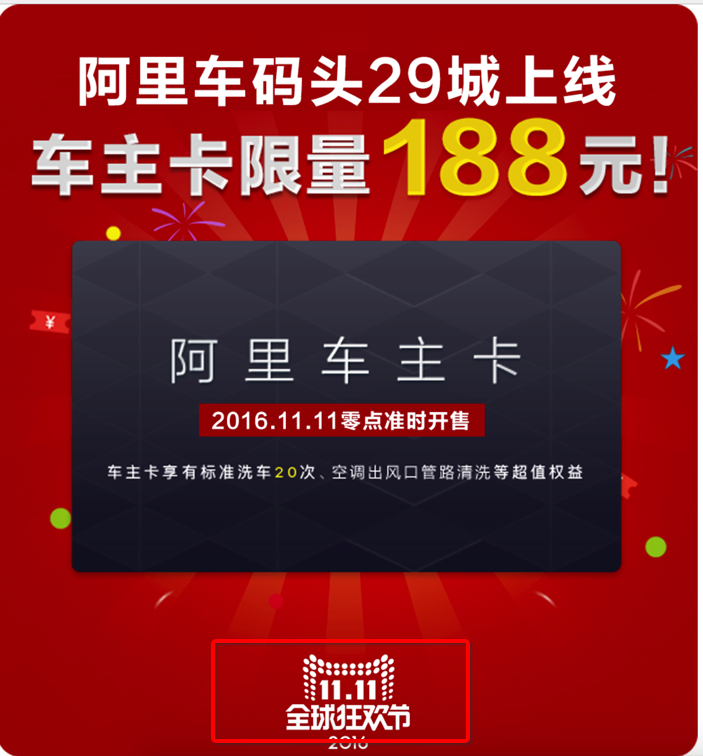 阿里车码头29城上线
车主卡限量188元!
¥
阿里车主卡
2016.11.11零点准时开售
车主卡享有标准洗车20次、空调出风口管路清洗等超值权益
11.11
全球狂欢节
2016